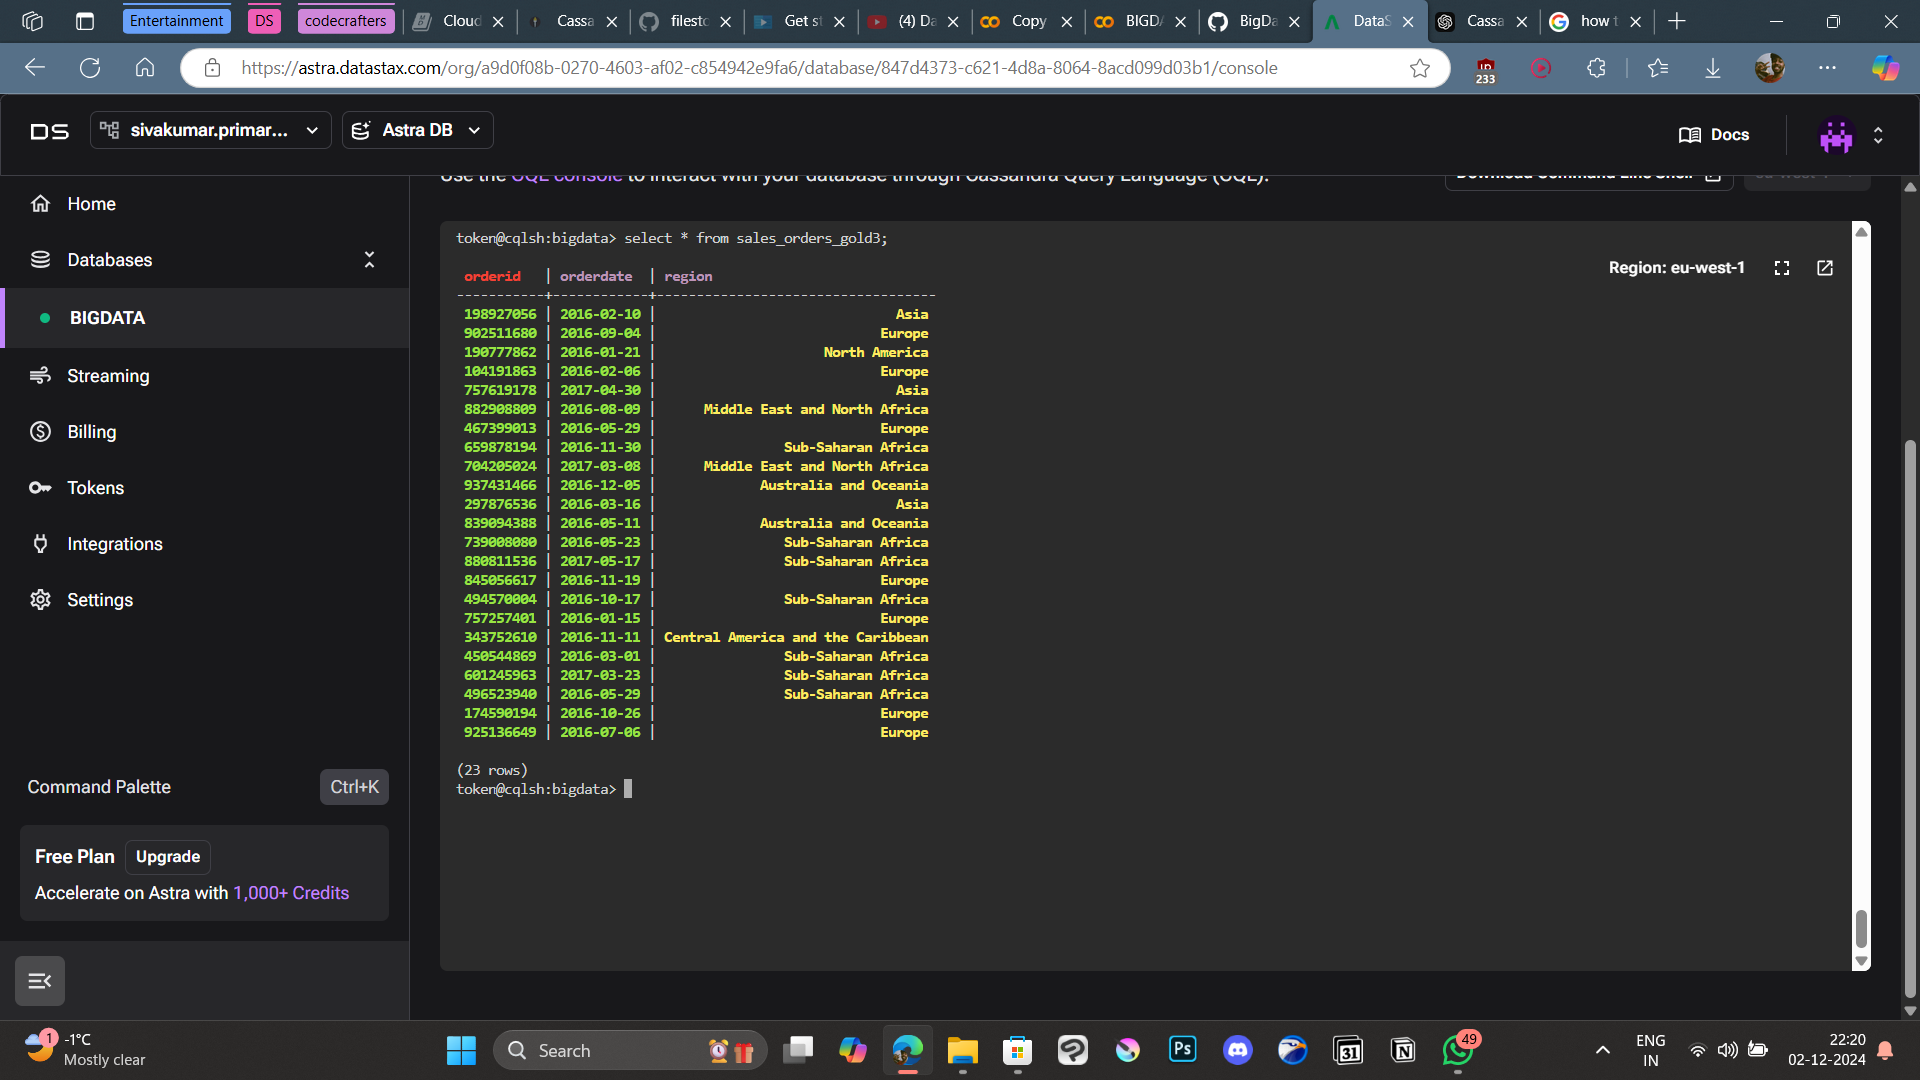 Entertainment DS codecrafters Cloud Cassa filesto Get st (4) Da Copy BIGDA BigDa DataS Cassa how t
https://astra.datastax.com/org/a9d0f08b-0270-4603-af02-c854942e9fa6/database/847d4373-c621-4d8a-8064-8acd099d03b1/console
233
DS sivakumar.primar... Astra DB Docs
Use the CQL console to interact with your database through Cassandra Query Language (CQL).
Download Command Line Shell eu-west-1
Home
Databases
BIGDATA
Streaming
Billing
Tokens
Integrations
Settings
Command Palette Ctrl+K
Free Plan Upgrade
Accelerate on Astra with 1,000+ Credits
token@cqlsh:bigdata> select * from sales_orders_gold3;
Region: eu-west-1
orderid | orderdate | region
-----------+------------+-----------------------------------
198927056 | 2016-02-10 | Asia
902511680 | 2016-09-04 | Europe
190777862 | 2016-01-21 | North America
104191863 | 2016-02-06 | Europe
757619178 | 2017-04-30 | Asia
882908809 | 2016-08-09 | Middle East and North Africa
467399013 | 2016-05-29 | Europe
659878194 | 2016-11-30 | Sub-Saharan Africa
704205024 | 2017-03-08 | Middle East and North Africa
937431466 | 2016-12-05 | Australia and Oceania
297876536 | 2016-03-16 | Asia
839094388 | 2016-05-11 | Australia and Oceania
739008080 | 2016-05-23 | Sub-Saharan Africa
880811536 | 2017-05-17 | Sub-Saharan Africa
845056617 | 2016-11-19 | Europe
494570004 | 2016-10-17 | Sub-Saharan Africa
757257401 | 2016-01-15 | Europe
343752610 | 2016-11-11 | Central America and the Caribbean
450544869 | 2016-03-01 | Sub-Saharan Africa
601245963 | 2017-03-23 | Sub-Saharan Africa
496523940 | 2016-05-29 | Sub-Saharan Africa
174590194 | 2016-10-26 | Europe
925136649 | 2016-07-06 | Europe
(23 rows)
token@cqlsh:bigdata>
1 -1°C
Mostly clear
Search
Ps
31
49
ENG
IN
22:20
02-12-2024